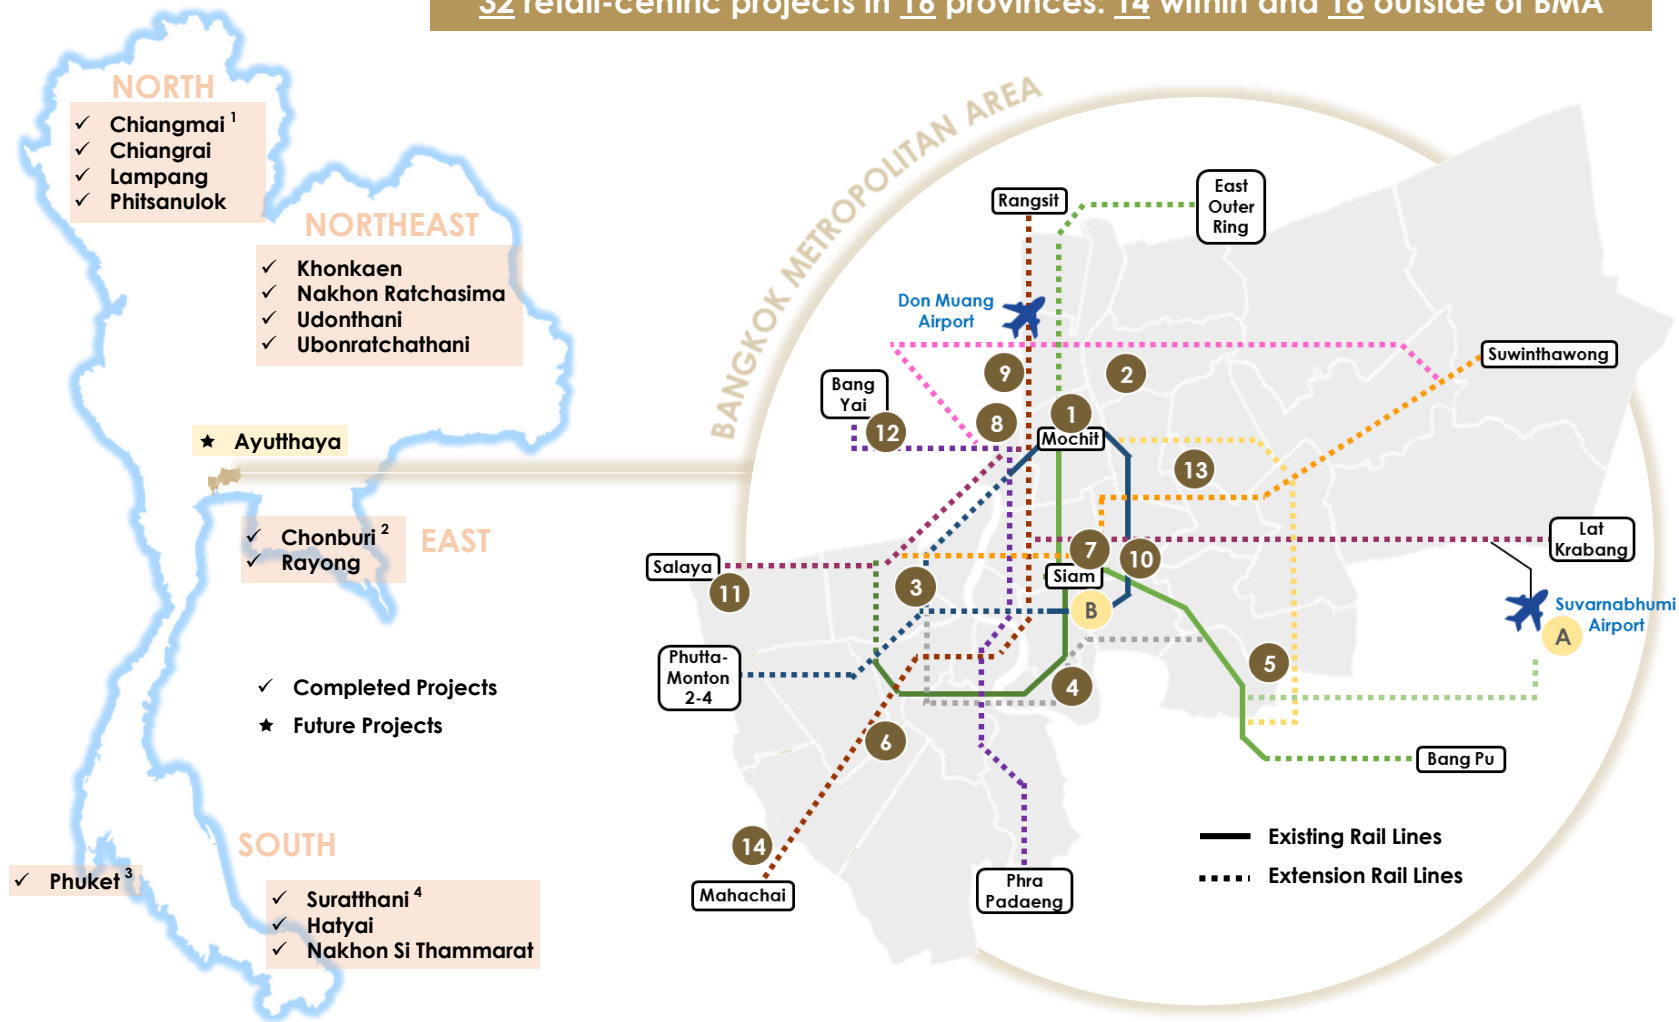 32 retail-centric projects in 16 provinces: 14 within and 18 outside of BMA
NORTH
✓ Chiangmai 1
✓ Chiangrai
✓ Lampang
✓ Phitsanulok
NORTHEAST
✓ Khonkaen
✓ Nakhon Ratchasima
✓ Udonthani
✓ Ubonratchathani
★ Ayutthaya
✓ Chonburi 2
✓ Rayong
EAST
✓ Completed Projects
★ Future Projects
SOUTH
✓ Phuket 3
✓ Suratthani 4
✓ Hatyai
✓ Nakhon Si Thammarat
BANGKOK METROPOLITAN AREA
Rangsit
East
Outer
Ring
Don Muang
Airport
Suwinthawong
9
2
Bang
Yai
1
8
12
Mochit
13
Lat
Krabang
7
10
Salaya
Siam
11
3
B
Suvarnabhumi
Airport
A
Phutta-
Monton
2-4
5
4
6
Bang Pu
14
Mahachai
Phra
Padaeng
Existing Rail Lines
Extension Rail Lines